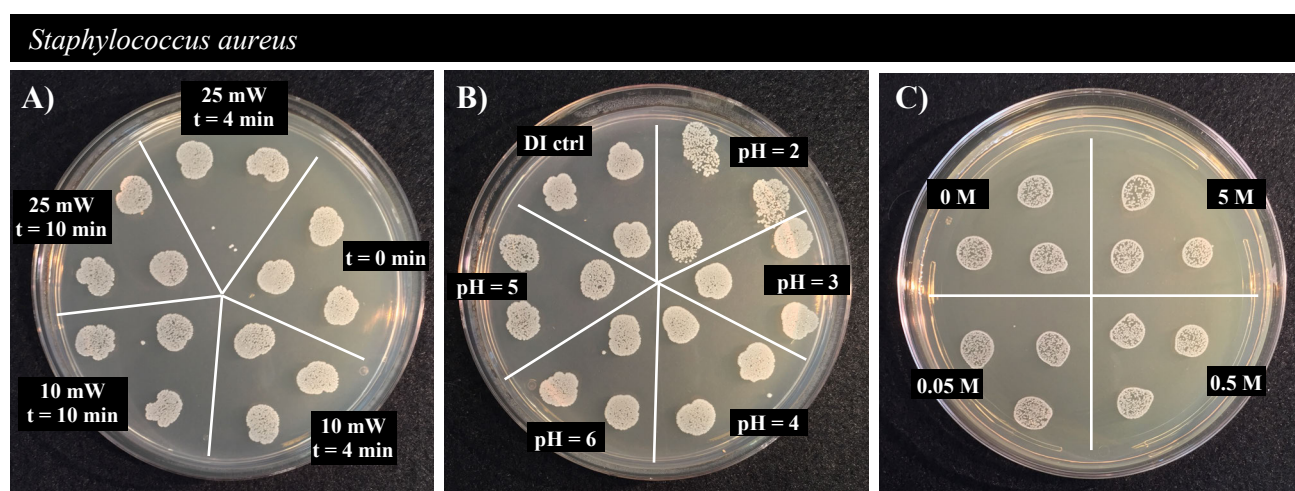 Staphylococcus aureus
A)
25 mW
t = 4 min
25 mW
t = 10 min
t = 0 min
10 mW
t = 10 min
10 mW
t = 4 min
B)
DI ctrl
pH = 2
pH = 5
pH = 3
pH = 6
pH = 4
C)
0 M
5 M
0.05 M
0.5 M